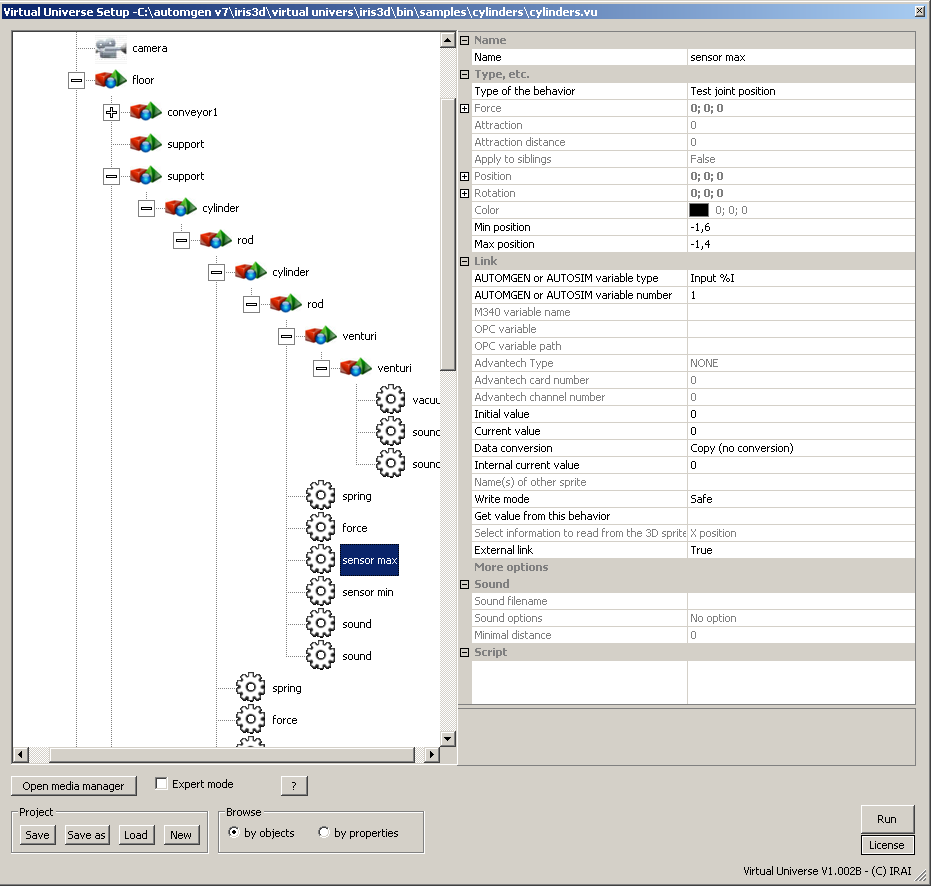 Virtual Universe Setup -C:\automgen v7\iris3d\virtual univers\iris3d\bin\samples\cylinders\cylinders.vu
camera
floor
conveyor1
support
support
cylinder
rod
cylinder
rod
venturi
venturi
vacuu
sound
sound
spring
force
sensor max
sensor min
sound
sound
spring
force
Name
Name sensor max
Type, etc.
Type of the behavior Test joint position
Force 0; 0; 0
Attraction 0
Attraction distance 0
Apply to siblings False
Position 0; 0; 0
Rotation 0; 0; 0
Color 0; 0; 0
Min position -1,6
Max position -1,4
Link
AUTOMGEN or AUTOSIM variable type Input %I
AUTOMGEN or AUTOSIM variable number 1
M340 variable name
OPC variable
OPC variable path
Advantech Type NONE
Advantech card number 0
Advantech channel number 0
Initial value 0
Current value 0
Data conversion Copy (no conversion)
Internal current value 0
Name(s) of other sprite
Write mode Safe
Get value from this behavior
Select information to read from the 3D sprite X position
External link True
More options
Sound
Sound filename
Sound options No option
Minimal distance 0
Script
Open media manager Expert mode ?
Project
Save Save as Load New
Browse
by objects by properties
Run
License
Virtual Universe V1.002B - (C) IRAI